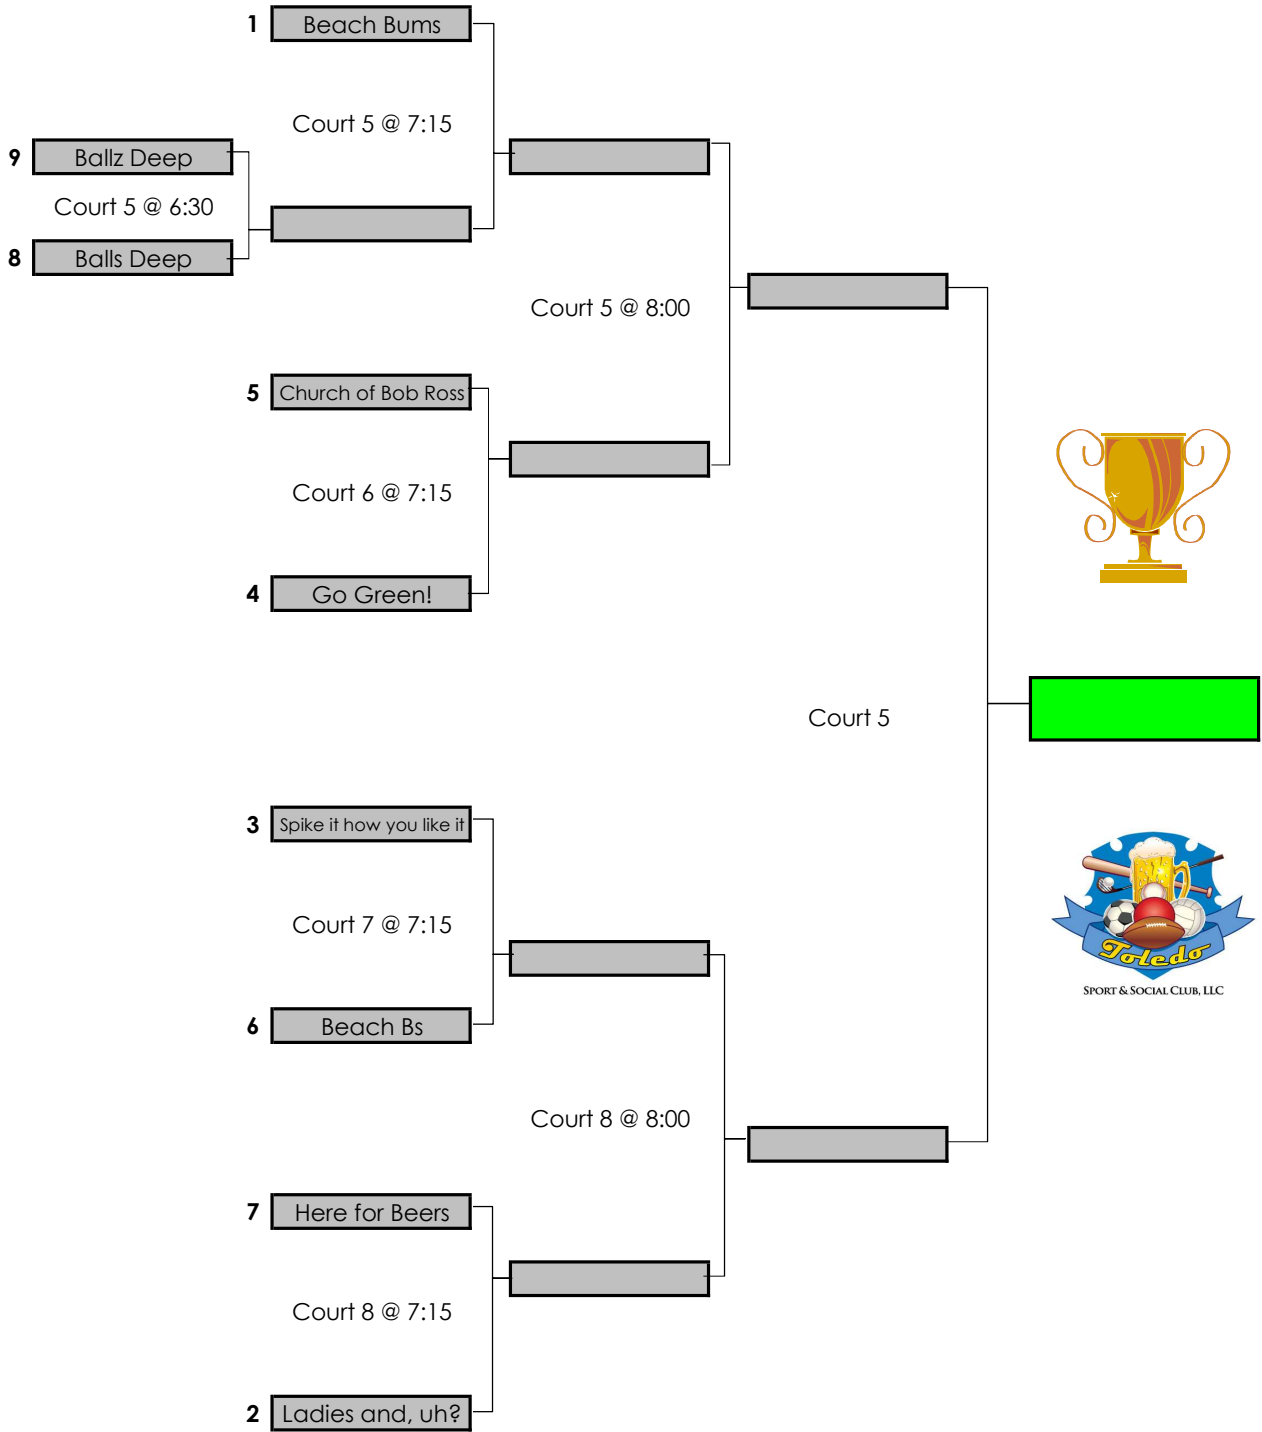 1 Beach Bums
Court 5 @ 7:15
9 Ballz Deep
Court 5 @ 6:30
8 Balls Deep
Court 5 @ 8:00
5 Church of Bob Ross
Court 6 @ 7:15
4 Go Green!
Court 5
3 Spike it how you like it
Court 7 @ 7:15
6 Beach Bs
Court 8 @ 8:00
7 Here for Beers
Court 8 @ 7:15
2 Ladies and, uh?
Toledo
SPORT & SOCIAL CLUB, LLC